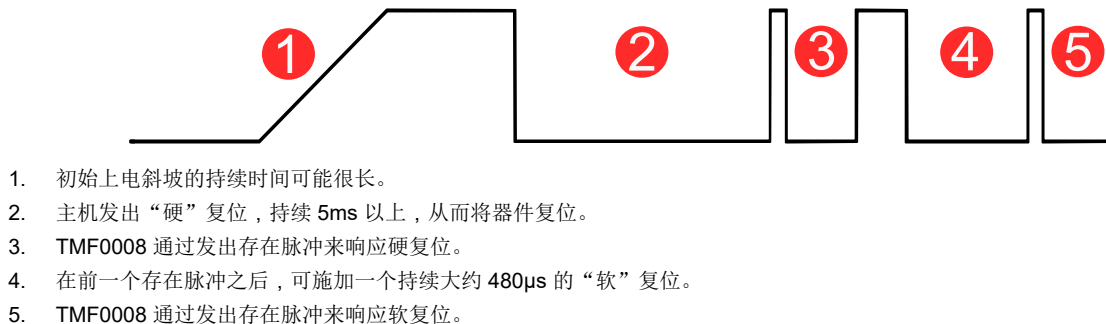 1 2 3 4 5
1. 初始上电斜坡的持续时间可能很长。
2. 主机发出“硬”复位，持续 5ms 以上，从而将器件复位。
3. TMF0008 通过发出存在脉冲来响应硬复位。
4. 在前一个存在脉冲之后，可施加一个持续大约 480µs 的“软”复位。
5. TMF0008 通过发出存在脉冲来响应软复位。